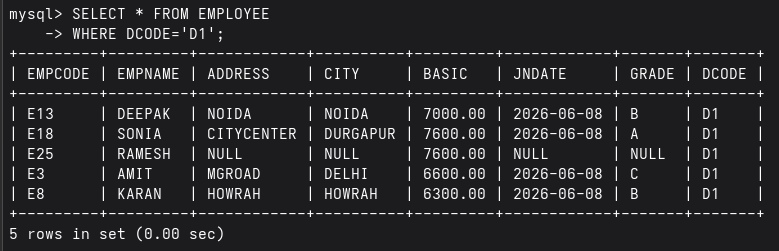 mysql> SELECT * FROM EMPLOYEE
    -> WHERE DCODE='D1';
+---------+---------+------------+----------+---------+------------+-------+-------+
| EMPCODE | EMPNAME | ADDRESS    | CITY     | BASIC   | JNDATE     | GRADE | DCODE |
+---------+---------+------------+----------+---------+------------+-------+-------+
| E13     | DEEPAK  | NOIDA      | NOIDA    | 7000.00 | 2026-06-08 | B     | D1    |
| E18     | SONIA   | CITYCENTER | DURGAPUR | 7600.00 | 2026-06-08 | A     | D1    |
| E25     | RAMESH  | NULL       | NULL     | 7600.00 | NULL       | NULL  | D1    |
| E3      | AMIT    | MGROAD     | DELHI    | 6600.00 | 2026-06-08 | C     | D1    |
| E8      | KARAN   | HOWRAH     | HOWRAH   | 6300.00 | 2026-06-08 | B     | D1    |
+---------+---------+------------+----------+---------+------------+-------+-------+
5 rows in set (0.00 sec)